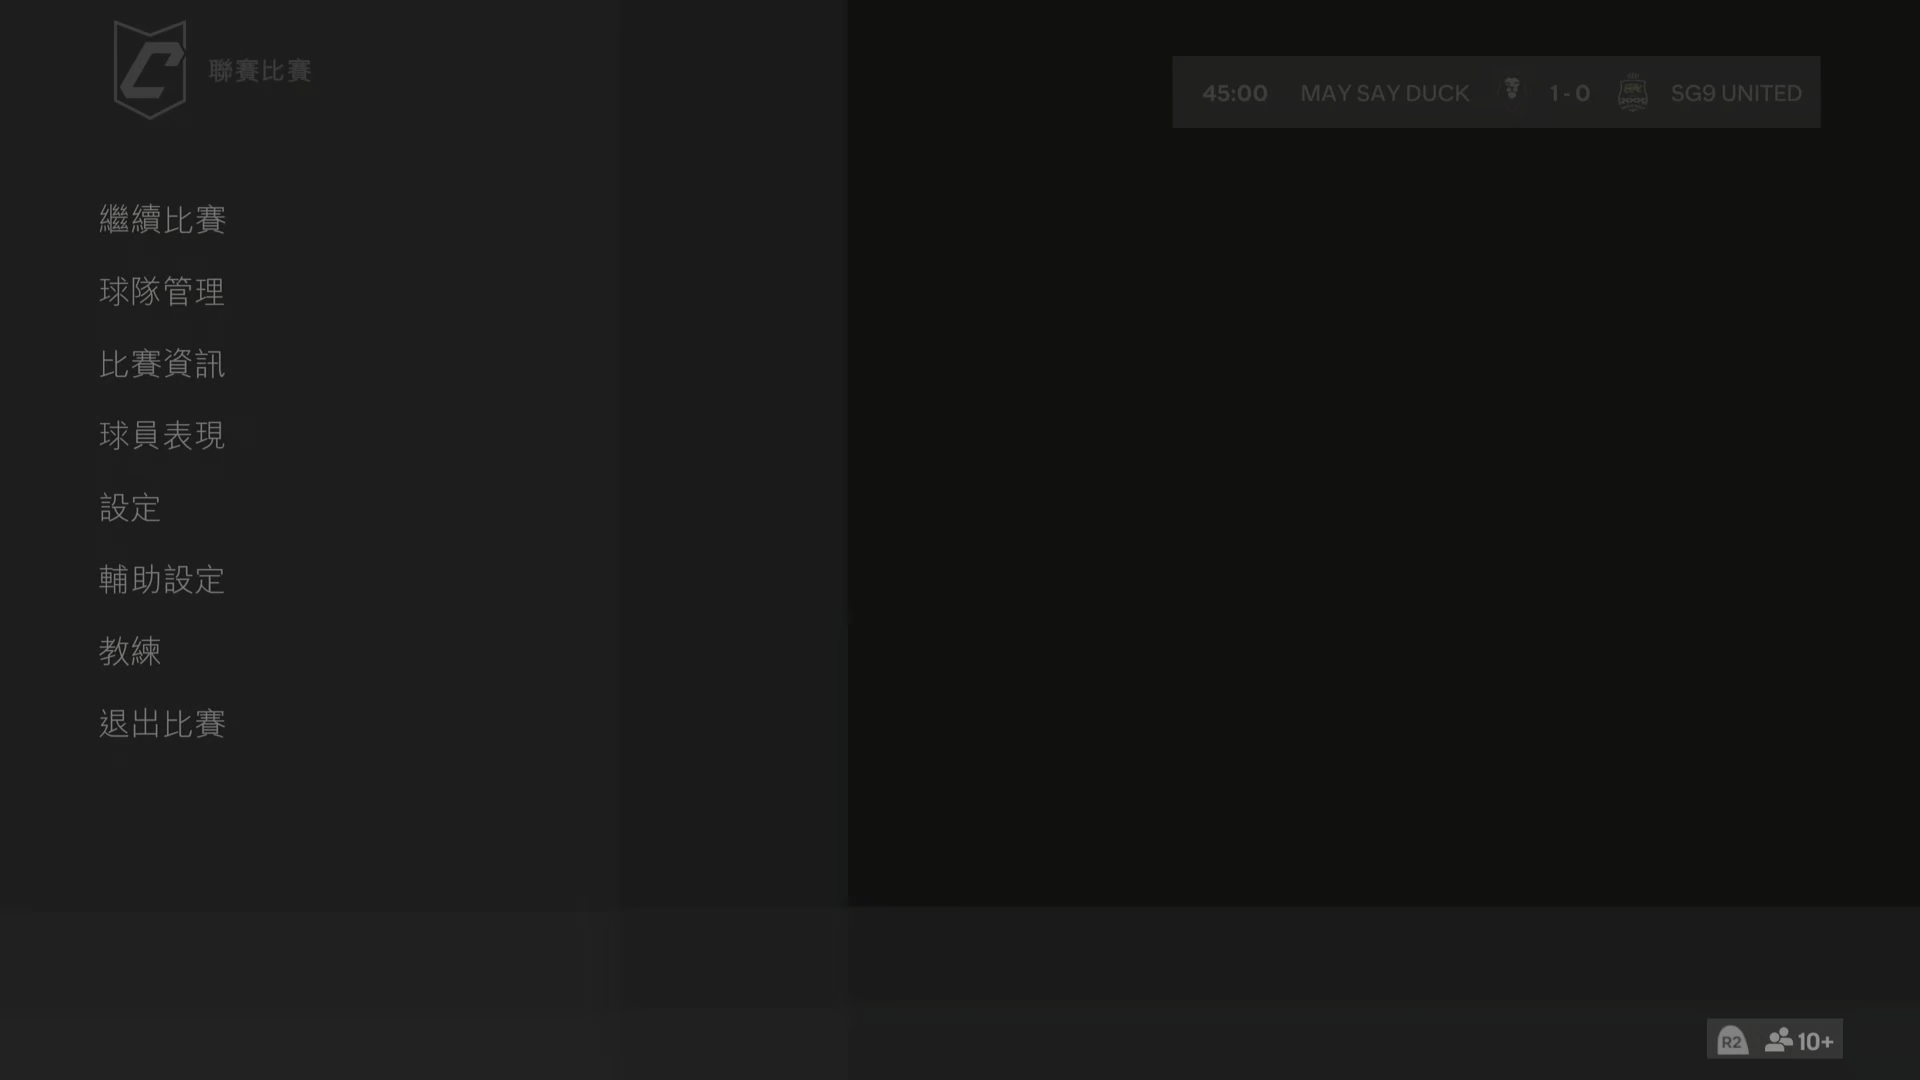 聯賽比賽
45:00 MAY SAY DUCK 1 - 0 SG9 UNITED
繼續比賽
球隊管理
比賽資訊
球員表現
設定
輔助設定
教練
退出比賽
R2 10+